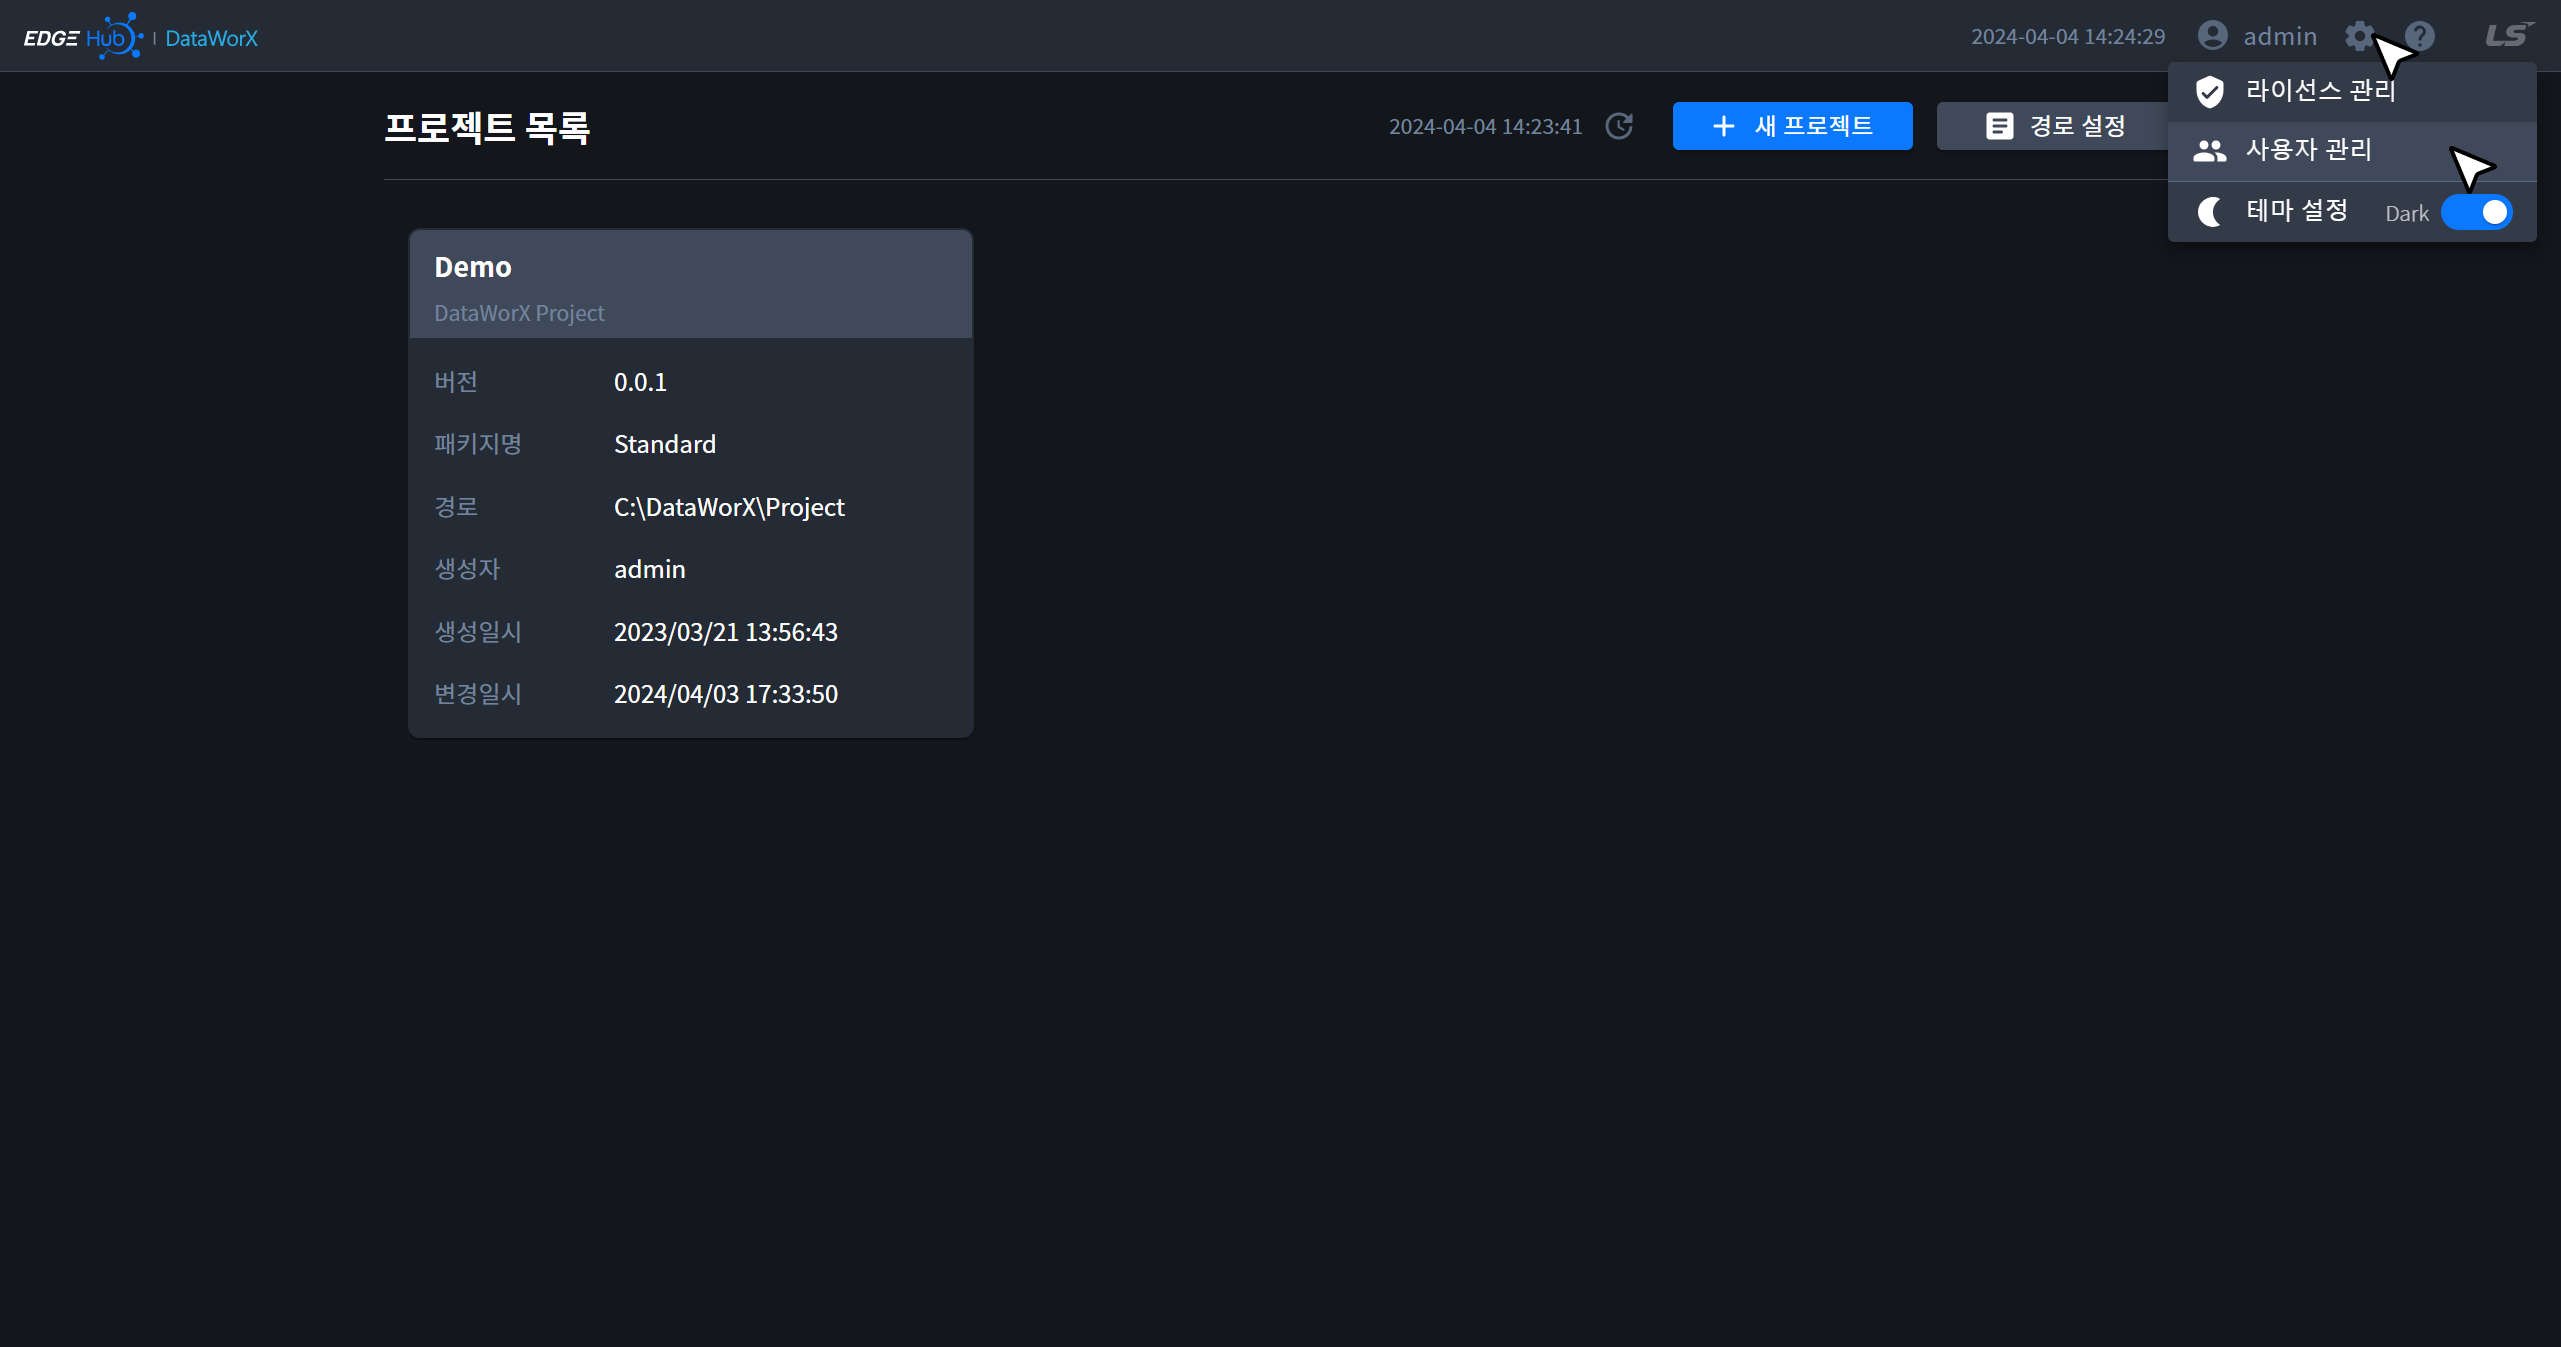 EDGE Hub | DataWorX
2024-04-04 14:24:29 admin LS
프로젝트 목록
2024-04-04 14:23:41
새 프로젝트
경로 설정
라이선스 관리
사용자 관리
테마 설정 Dark
Demo
DataWorX Project
버전 0.0.1
패키지명 Standard
경로 C:\DataWorX\Project
생성자 admin
생성일시 2023/03/21 13:56:43
변경일시 2024/04/03 17:33:50